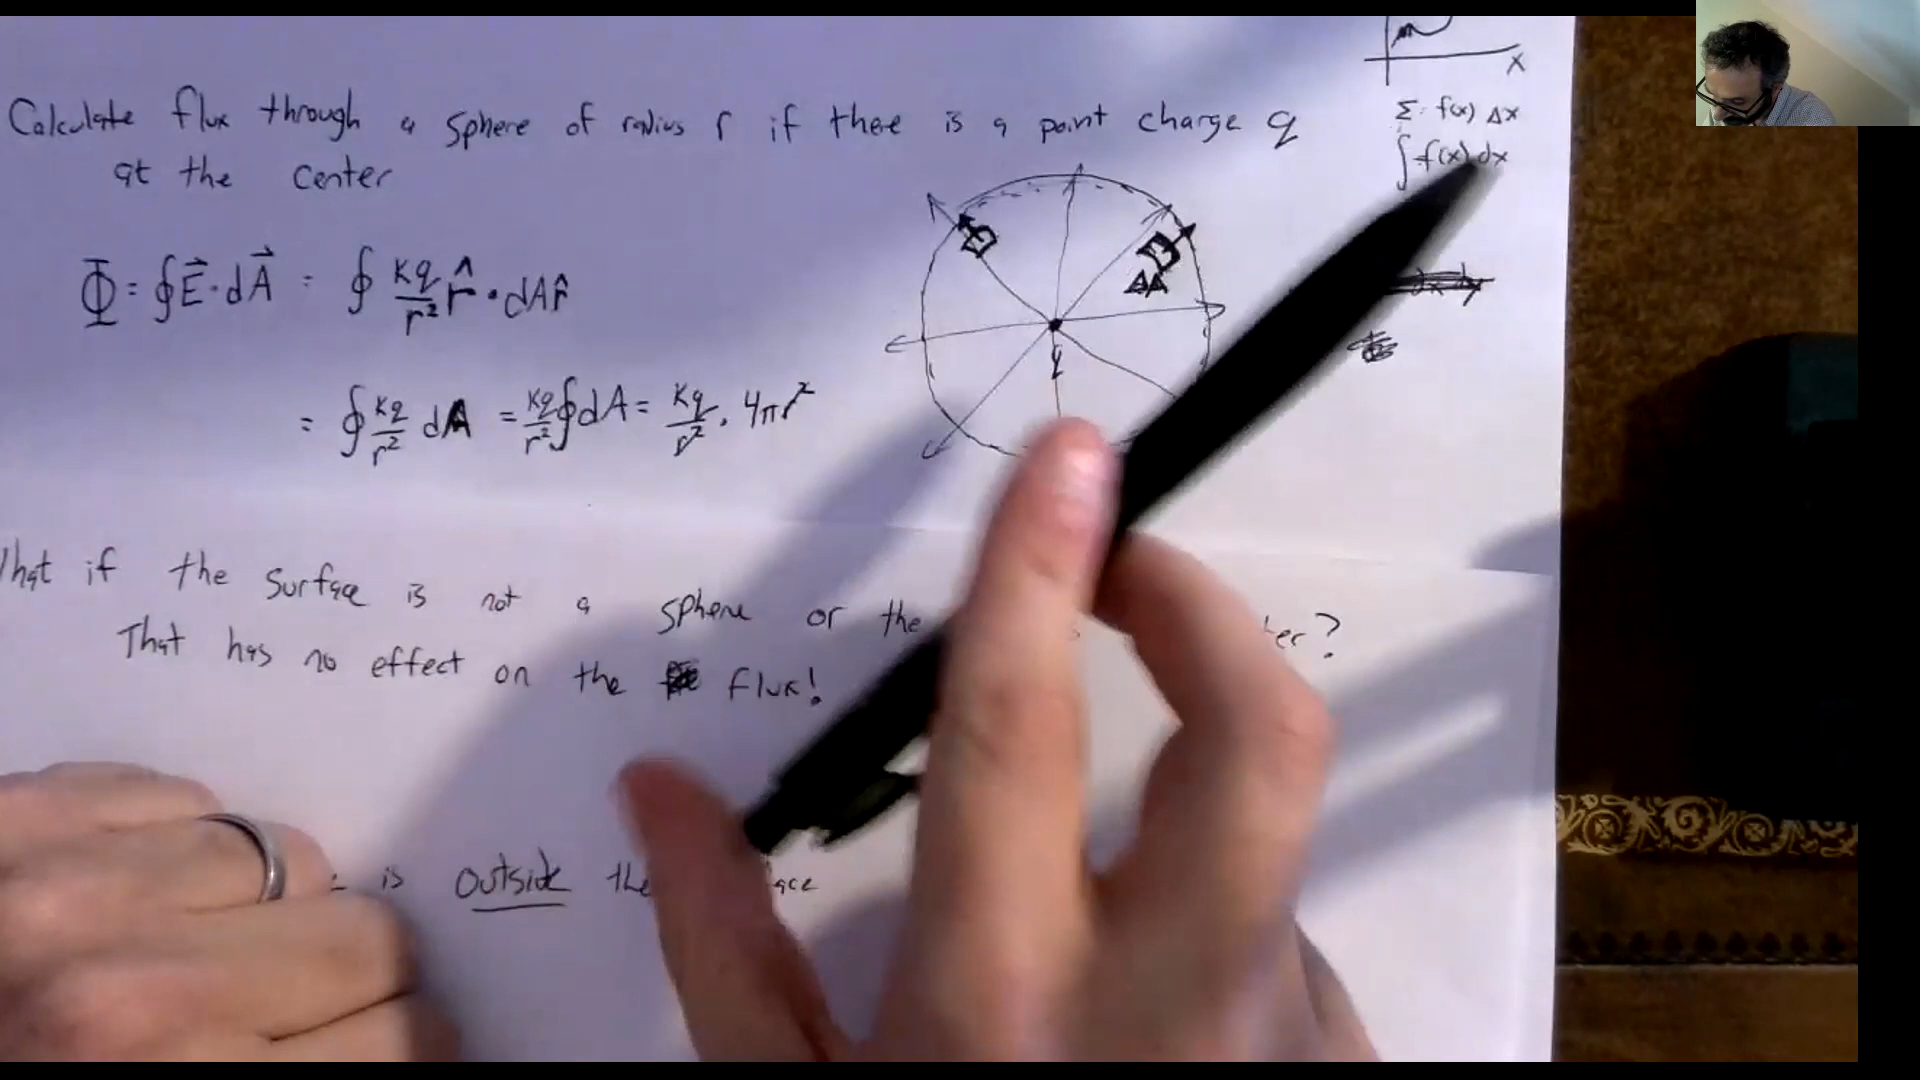 x
Σ f(x) Δx
∫ f(x) dx
Calculate flux through a sphere of radius r if there is a point charge q
at the center
Φ = ∮ E⃗ · dA⃗ = ∮ kq/r² r̂ · dA r̂
ΔA
q
= ∮ kq/r² dA = kq/r² ∮ dA = kq/r² · 4πr²
if the surface is not a sphere or the
That has no effect on the flux!
is outside the